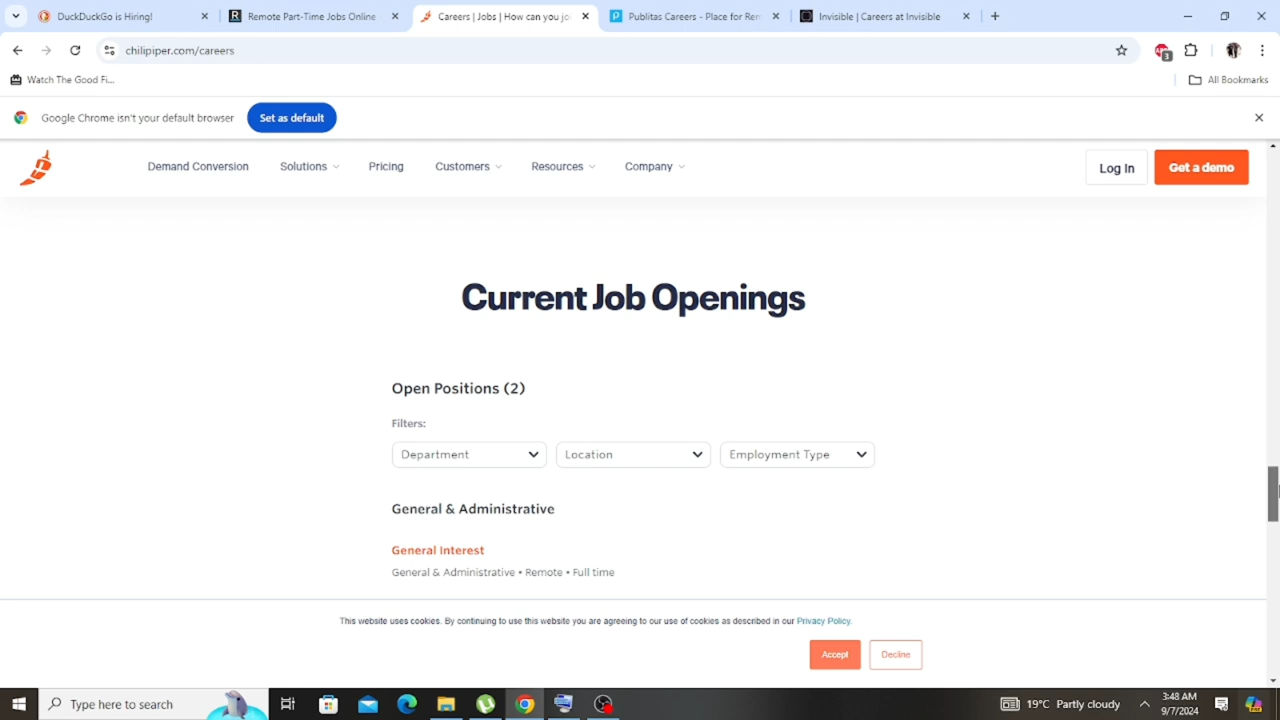 DuckDuckGo is Hiring!
Remote Part-Time Jobs Online
Careers | Jobs | How can you jo
Publitas Careers - Place for Rem
Invisible | Careers at Invisible
chilipiper.com/careers
3
Watch The Good Fi...
All Bookmarks
Google Chrome isn't your default browser
Set as default
Demand Conversion
Solutions
Pricing
Customers
Resources
Company
Log In
Get a demo
Current Job Openings
Open Positions (2)
Filters:
Department
Location
Employment Type
General & Administrative
General Interest
General & Administrative • Remote • Full time
This website uses cookies. By continuing to use this website you are agreeing to our use of cookies as described in our Privacy Policy.
Accept
Decline
Type here to search
19°C Partly cloudy
3:48 AM
9/7/2024